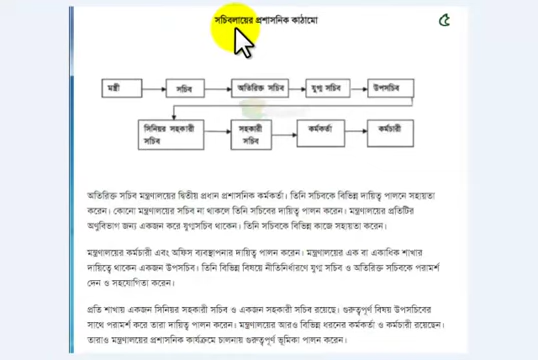 সচিবালয়ের প্রশাসনিক কাঠামো
৫
মন্ত্রী
সচিব
অতিরিক্ত সচিব
যুগ্ম সচিব
উপসচিব
সিনিয়র সহকারী
সচিব
সহকারী
সচিব
কর্মকর্তা
কর্মচারী
অতিরিক্ত সচিব মন্ত্রণালয়ের দ্বিতীয় প্রধান প্রশাসনিক কর্মকর্তা। তিনি সচিবকে বিভিন্ন দায়িত্ব পালনে সহায়তা
করেন। কোনো মন্ত্রণালয়ের সচিব না থাকলে তিনি সচিবের দায়িত্ব পালন করেন। মন্ত্রণালয়ের প্রতিটির
অণুবিভাগ জন্য একজন করে যুগ্মসচিব থাকেন। তিনি সচিবকে বিভিন্ন কাজে সহায়তা করেন।
মন্ত্রণালয়ের কর্মচারী এবং অফিস ব্যবস্থাপনার দায়িত্ব পালন করেন। মন্ত্রণালয়ের এক বা একাধিক শাখার
দায়িত্বে থাকেন একজন উপসচিব। তিনি বিভিন্ন বিষয়ে নীতিনির্ধারণে যুগ্ম সচিব ও অতিরিক্ত সচিবকে পরামর্শ
দেন ও সহযোগিতা করেন।
প্রতি শাখায় একজন সিনিয়র সহকারী সচিব ও একজন সহকারী সচিব রয়েছে। গুরুত্বপূর্ণ বিষয় উপসচিবের
সাথে পরামর্শ করে তারা দায়িত্ব পালন করেন। মন্ত্রণালয়ের আরও বিভিন্ন ধরনের কর্মকর্তা ও কর্মচারী রয়েছেন।
তারাও মন্ত্রণালয়ের প্রশাসনিক কার্যক্রমে চালনায় গুরুত্বপূর্ণ ভূমিকা পালন করেন।